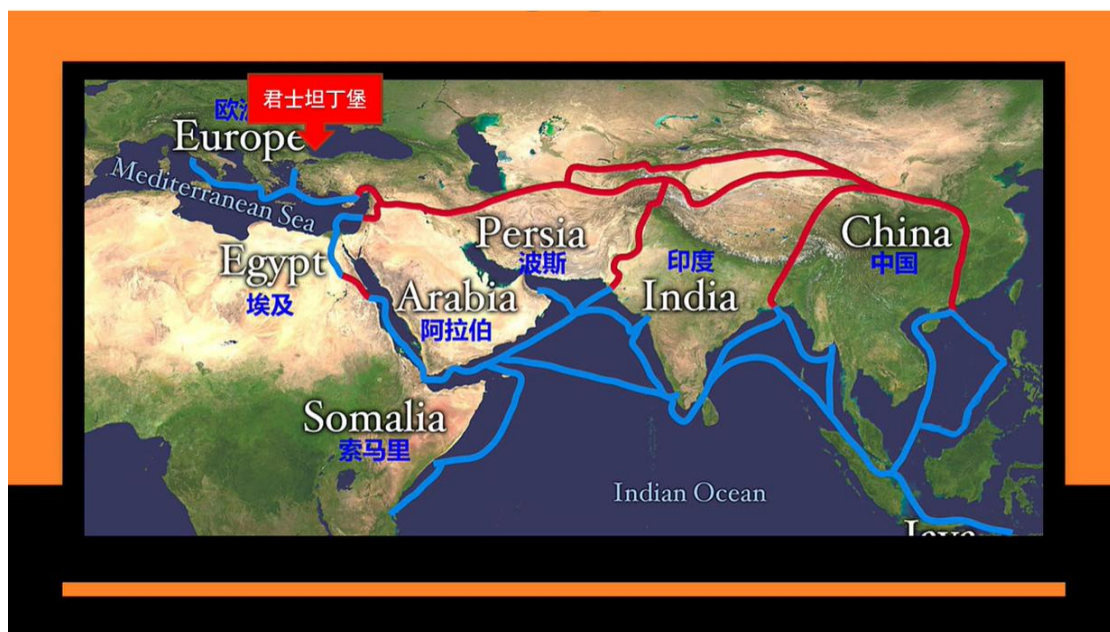 君士坦丁堡
欧
Europe
Mediterranean Sea
Persia
波斯
China
中国
Egypt
埃及
印度
India
Arabia
阿拉伯
Somalia
索马里
Indian Ocean
Java